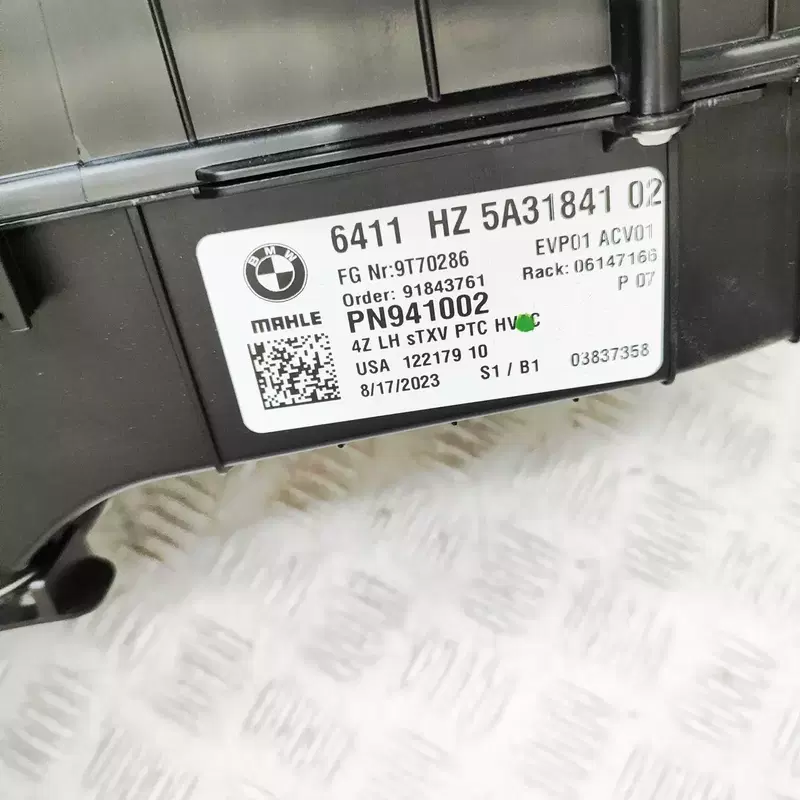 6411 HZ 5A31841 02
BMW
FG Nr:9T70286
EVP01 ACV01
Order: 91843761
Rack: 06147166
MAHLE
PN941002
P 07
4Z LH sTXV PTC
USA 122179 10
8/17/2023
S1 / B1
03837358